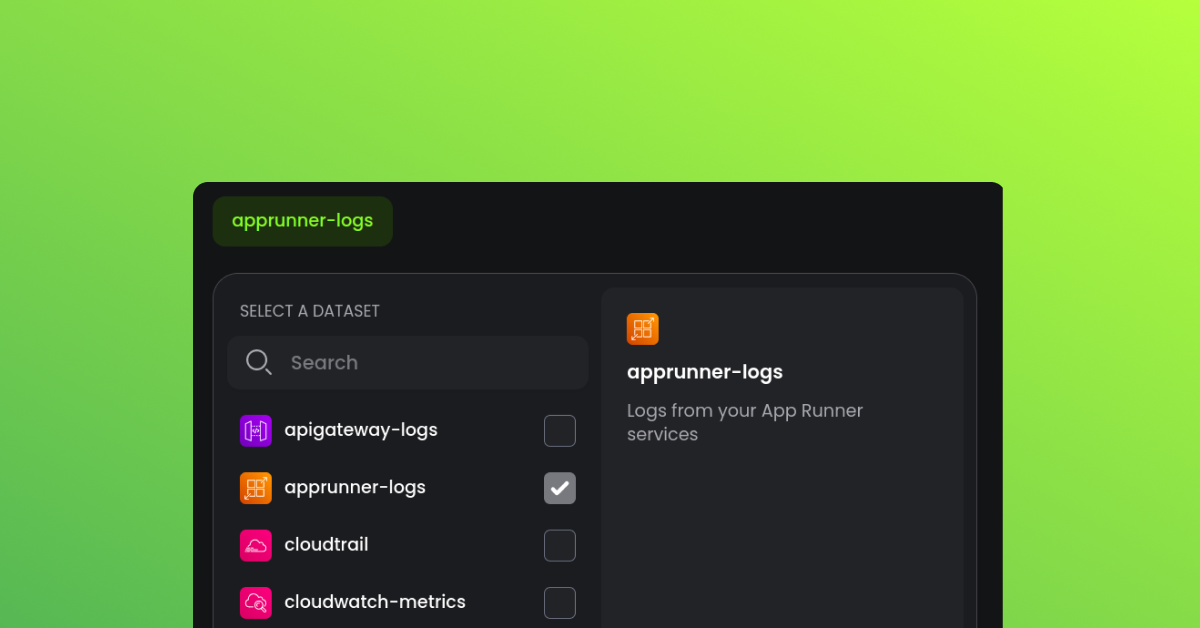 apprunner-logs
SELECT A DATASET
Search
apigateway-logs
apprunner-logs
cloudtrail
cloudwatch-metrics
apprunner-logs
Logs from your App Runner
services